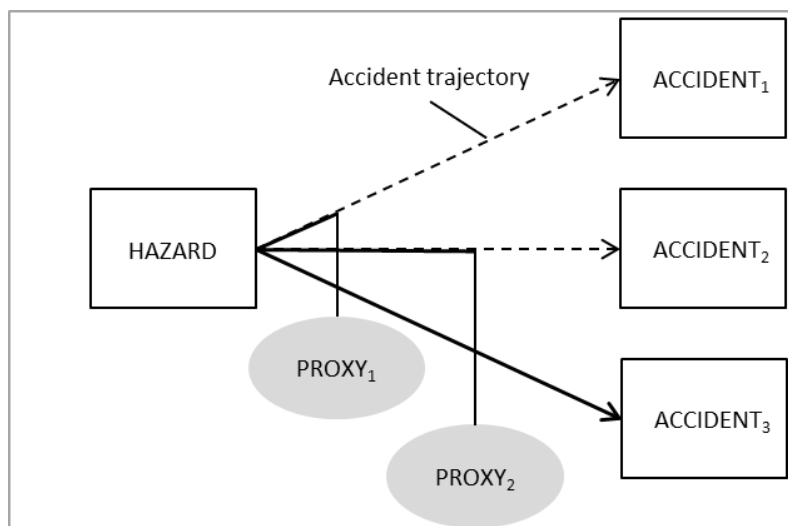 Accident trajectory
ACCIDENT₁
HAZARD
ACCIDENT₂
PROXY₁
ACCIDENT₃
PROXY₂